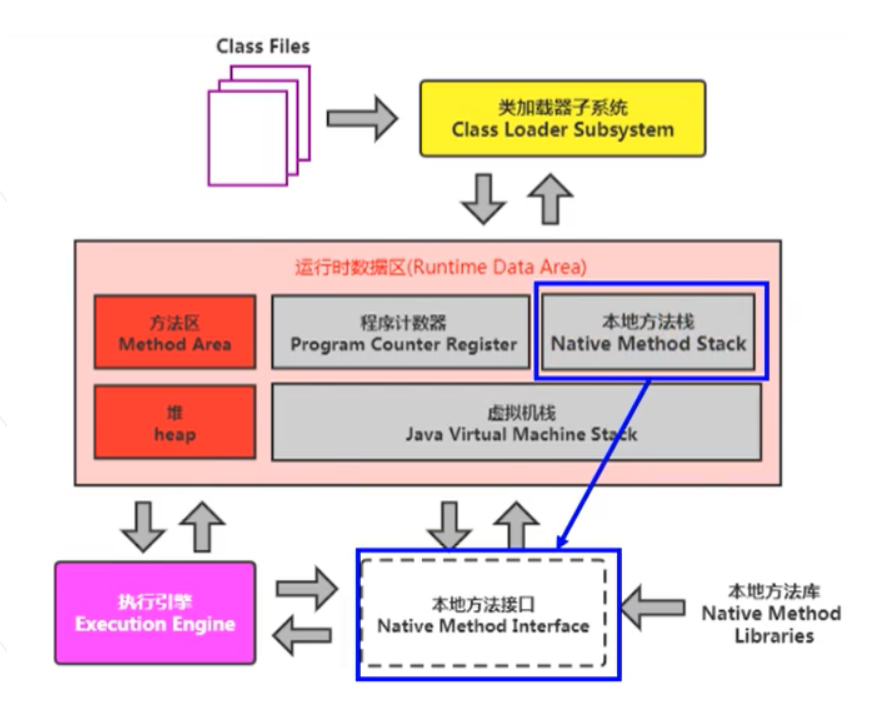 Class Files
类加载器子系统
Class Loader Subsystem
运行时数据区(Runtime Data Area)
方法区
Method Area
程序计数器
Program Counter Register
本地方法栈
Native Method Stack
堆
heap
虚拟机栈
Java Virtual Machine Stack
执行引擎
Execution Engine
本地方法接口
Native Method Interface
本地方法库
Native Method
Libraries